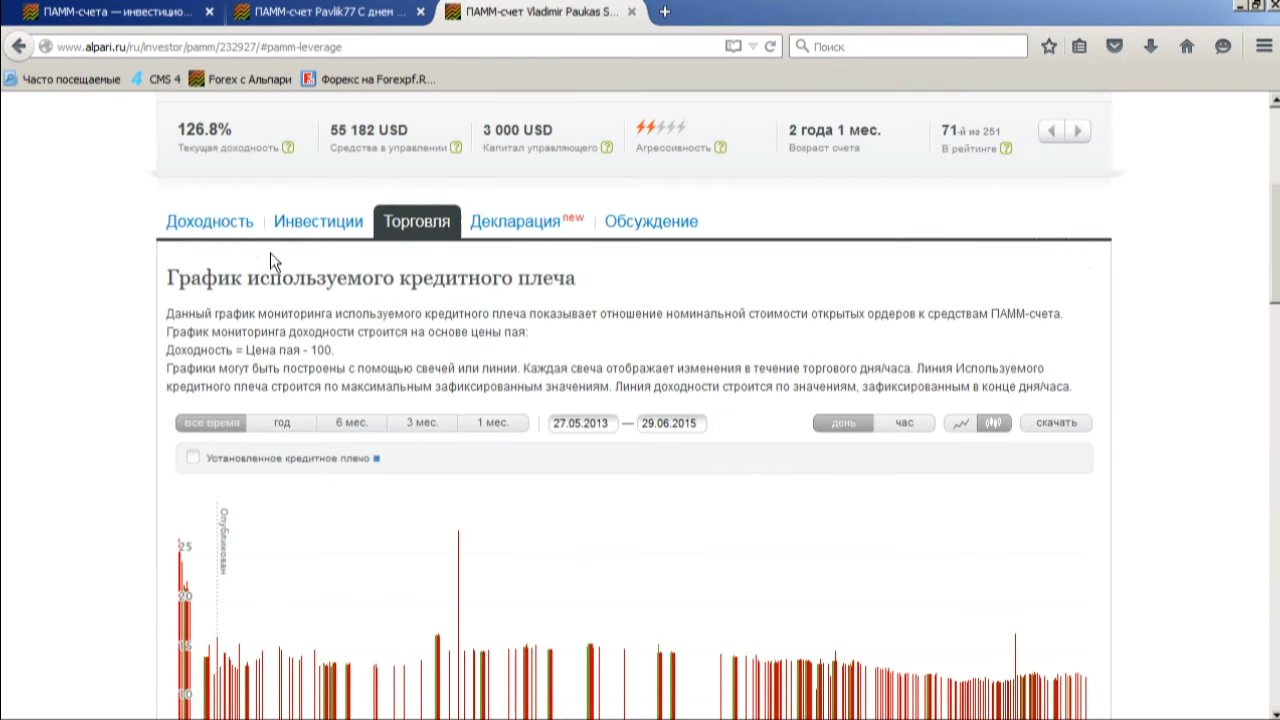 ПАММ-счета — инвестицио...
ПАММ-счет Pavlik77 С днем ...
ПАММ-счет Vladimir Paukas S...
www.alpari.ru/ru/investor/pamm/232927/#pamm-leverage
Поиск
Часто посещаемые
CMS 4
Forex с Альпари
Форекс на Forexpf.R...
126.8%
55 182 USD
3 000 USD
2 года 1 мес.
71-й из 251
Текущая доходность ?
Средства в управлении ?
Капитал управляющего ?
Агрессивность ?
Возраст счета
В рейтинге ?
Доходность
Инвестиции
Торговля
Декларация new
Обсуждение
График используемого кредитного плеча
Данный график мониторинга используемого кредитного плеча показывает отношение номинальной стоимости открытых ордеров к средствам ПАММ-счета.
График мониторинга доходности строится на основе цены пая:
Доходность = Цена пая - 100.
Графики могут быть построены с помощью свечей или линии. Каждая свеча отображает изменения в течение торгового дня/часа. Линия Используемого
кредитного плеча строится по максимальным зафиксированным значениям. Линия доходности строится по значениям, зафиксированным в конце дня/часа.
все время
год
6 мес.
3 мес.
1 мес.
27.05.2013 — 29.06.2015
день
час
скачать
Установленное кредитное плечо
Опубликован
25
20
15
10